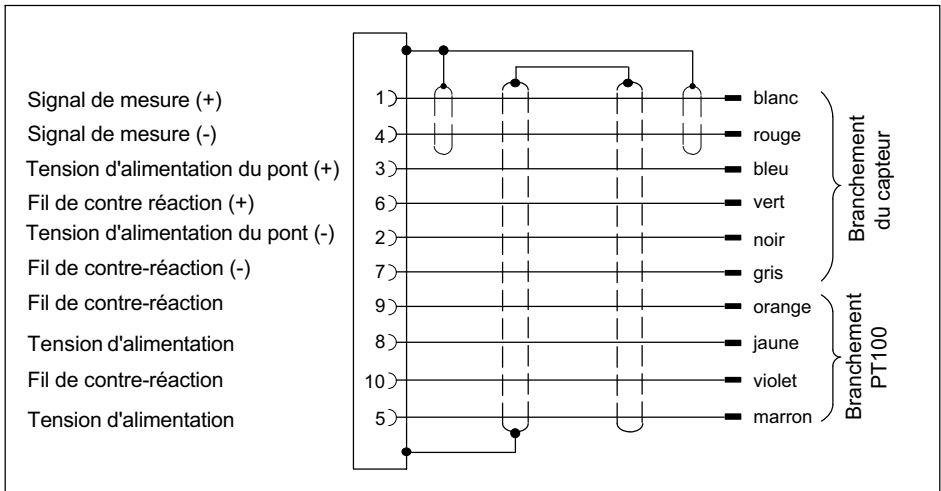 Signal de mesure (+) 1 blanc
Signal de mesure (-) 4 rouge
Tension d'alimentation du pont (+) 3 bleu
Fil de contre réaction (+) 6 vert
Tension d'alimentation du pont (-) 2 noir
Fil de contre-réaction (-) 7 gris
Fil de contre-réaction 9 orange
Tension d'alimentation 8 jaune
Fil de contre-réaction 10 violet
Tension d'alimentation 5 marron
Branchement
du capteur
Branchement
PT100